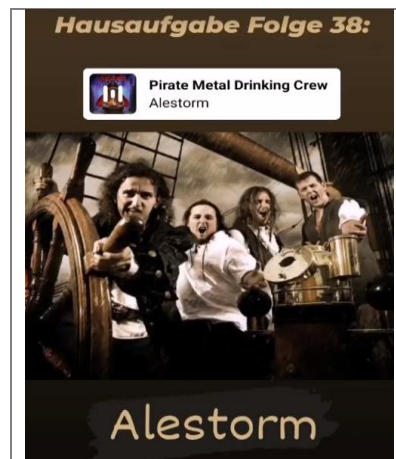 Hausaufgabe Folge 38:
Pirate Metal Drinking Crew
Alestorm
Alestorm